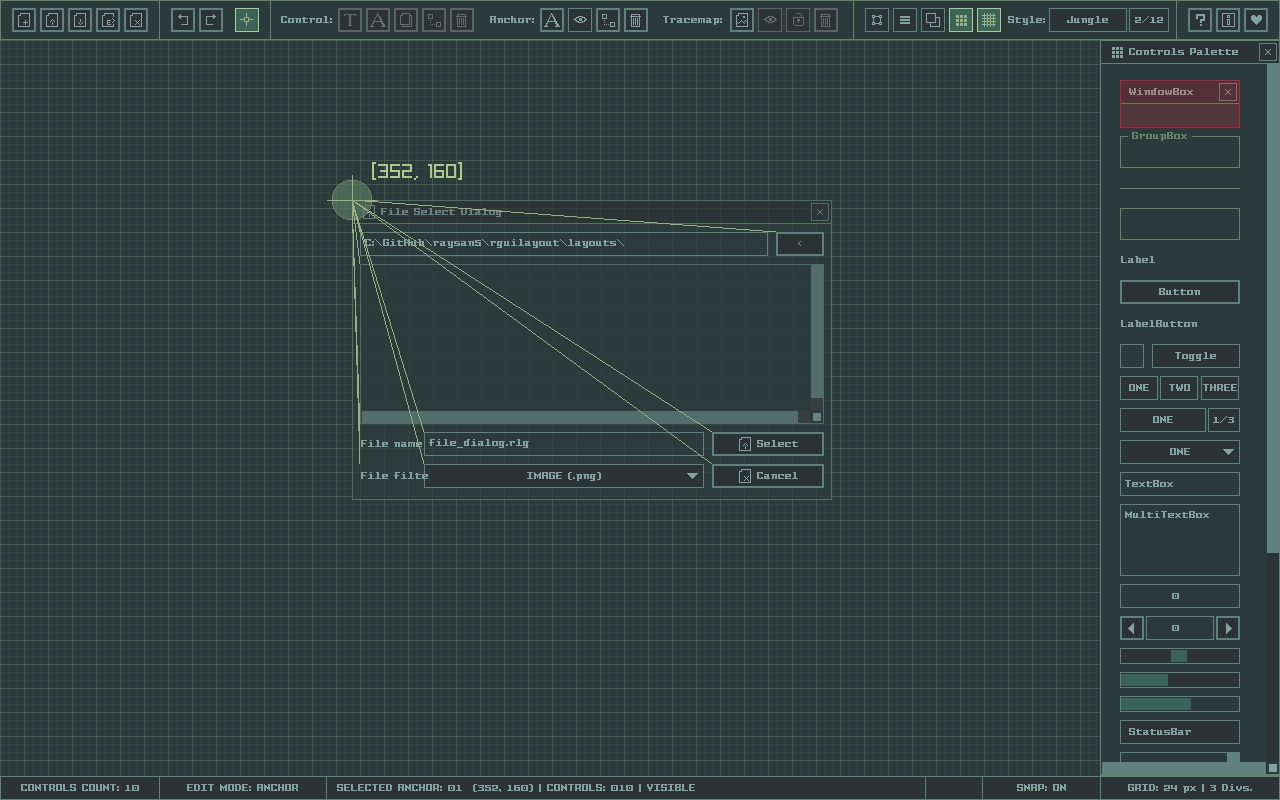 Control:
Anchor:
Tracemap:
Style:
Jungle
2/12
Controls Palette
WindowBox
GroupBox
[352, 160]
File Select Dialog
C:\GitHub\raysan5\rguilayout\layouts\
<
Label
Button
LabelButton
Toggle
ONE
TWO
THREE
ONE
1/3
File name
file_dialog.rlg
Select
ONE
File filte
IMAGE (.png)
Cancel
TextBox
MultiTextBox
0
0
StatusBar
CONTROLS COUNT: 10
EDIT MODE: ANCHOR
SELECTED ANCHOR: 01 (352, 160) | CONTROLS: 010 | VISIBLE
SNAP: ON
GRID: 24 px | 3 Divs.